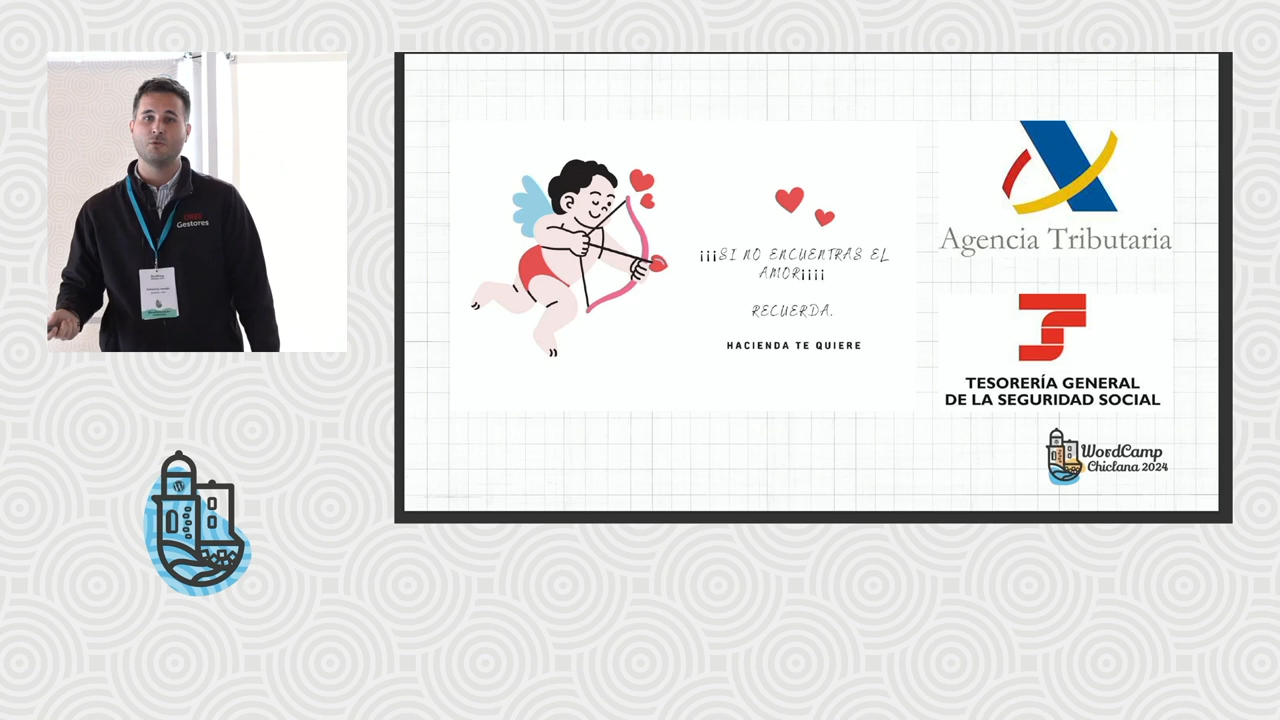 ORBE
Gestores
¡¡¡SI NO ENCUENTRAS EL
AMOR¡¡¡¡
RECUERDA.
HACIENDA TE QUIERE
Agencia Tributaria
TESORERÍA GENERAL
DE LA SEGURIDAD SOCIAL
WordCamp
Chiclana 2024